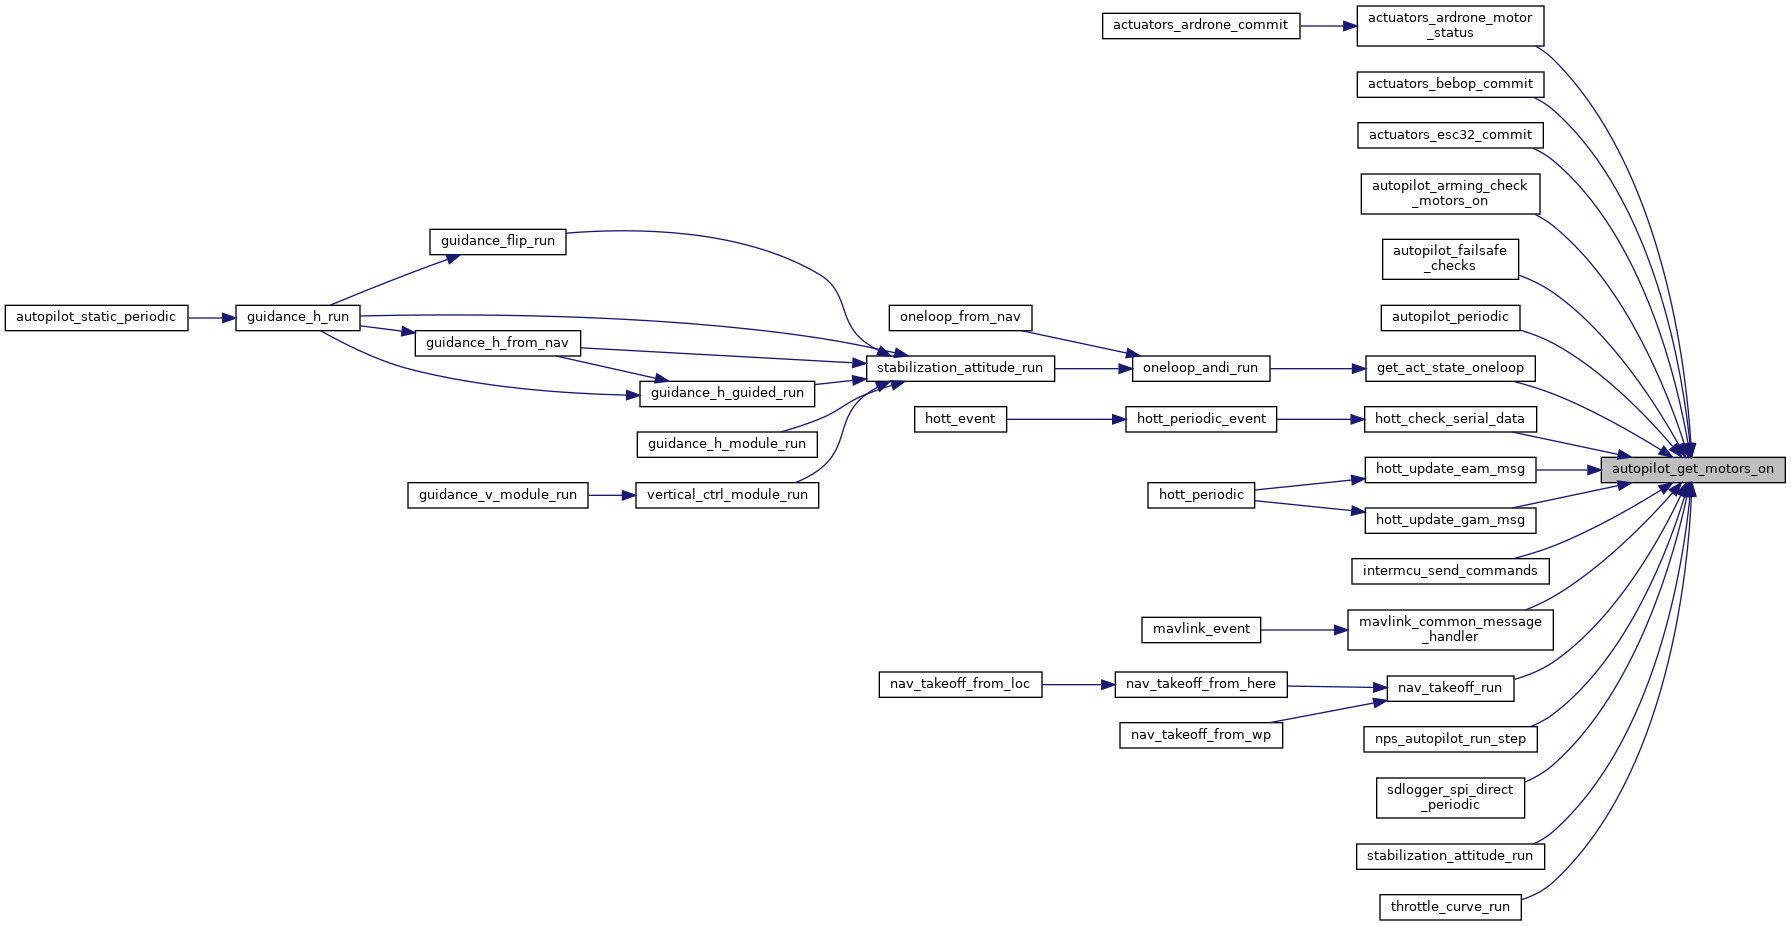 actuators_ardrone_commit
actuators_ardrone_motor
_status
actuators_bebop_commit
actuators_esc32_commit
autopilot_arming_check
_motors_on
guidance_flip_run
autopilot_failsafe
_checks
autopilot_static_periodic
guidance_h_run
oneloop_from_nav
autopilot_periodic
guidance_h_from_nav
stabilization_attitude_run
oneloop_andi_run
get_act_state_oneloop
guidance_h_guided_run
hott_event
hott_periodic_event
hott_check_serial_data
guidance_h_module_run
hott_update_eam_msg
autopilot_get_motors_on
guidance_v_module_run
vertical_ctrl_module_run
hott_periodic
hott_update_gam_msg
intermcu_send_commands
mavlink_event
mavlink_common_message
_handler
nav_takeoff_from_loc
nav_takeoff_from_here
nav_takeoff_run
nav_takeoff_from_wp
nps_autopilot_run_step
sdlogger_spi_direct
_periodic
stabilization_attitude_run
throttle_curve_run